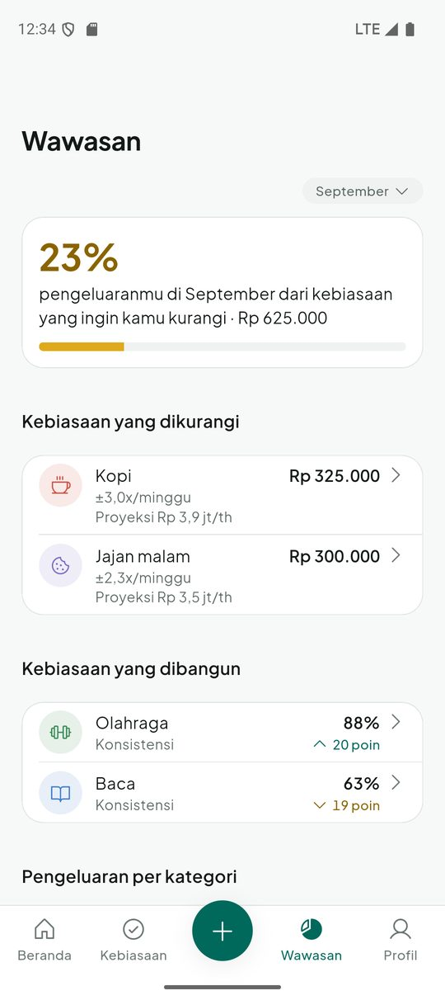 12:34
LTE
Wawasan
September
23%
pengeluaranmu di September dari kebiasaan
yang ingin kamu kurangi · Rp 625.000
Kebiasaan yang dikurangi
Kopi
Rp 325.000
±3,0x/minggu
Proyeksi Rp 3,9 jt/th
Jajan malam
Rp 300.000
±2,3x/minggu
Proyeksi Rp 3,5 jt/th
Kebiasaan yang dibangun
Olahraga
88%
Konsistensi
20 poin
Baca
63%
Konsistensi
19 poin
Pengeluaran per kategori
Beranda
Kebiasaan
Wawasan
Profil